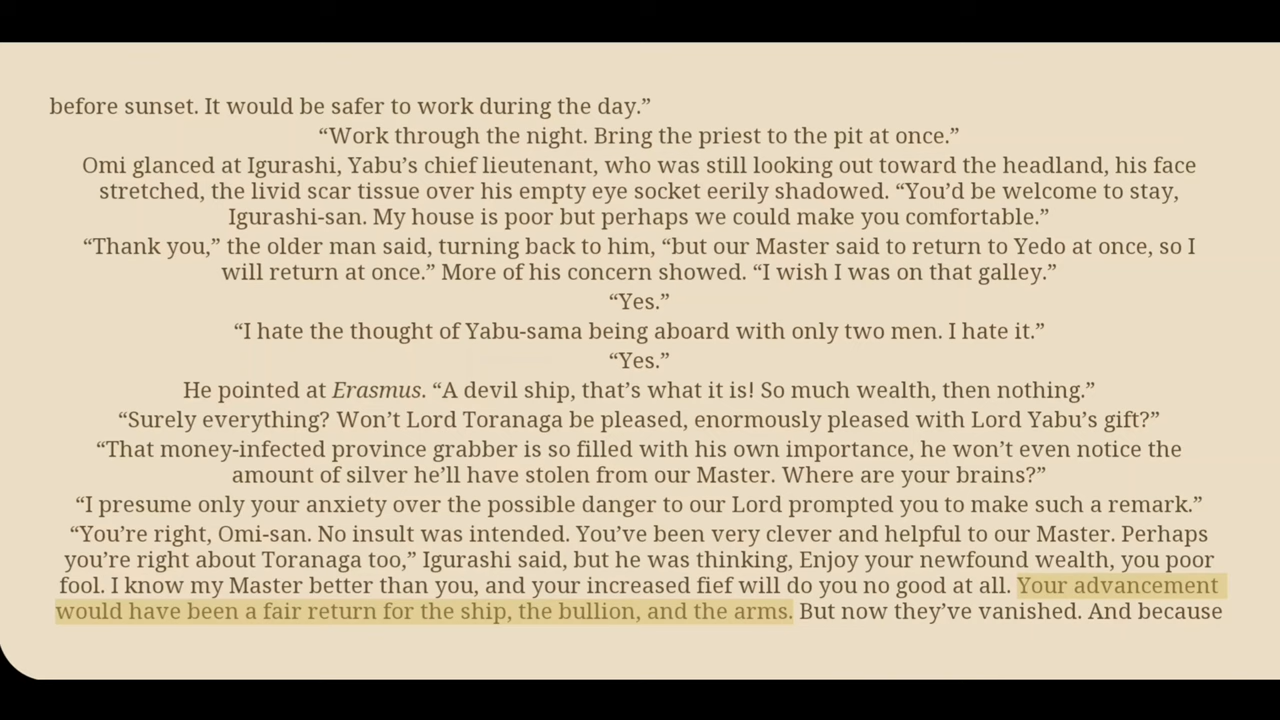 before sunset. It would be safer to work during the day.”
“Work through the night. Bring the priest to the pit at once.”
Omi glanced at Igurashi, Yabu’s chief lieutenant, who was still looking out toward the headland, his face
stretched, the livid scar tissue over his empty eye socket eerily shadowed. “You’d be welcome to stay,
Igurashi-san. My house is poor but perhaps we could make you comfortable.”
“Thank you,” the older man said, turning back to him, “but our Master said to return to Yedo at once, so I
will return at once.” More of his concern showed. “I wish I was on that galley.”
“Yes.”
“I hate the thought of Yabu-sama being aboard with only two men. I hate it.”
“Yes.”
He pointed at Erasmus. “A devil ship, that’s what it is! So much wealth, then nothing.”
“Surely everything? Won’t Lord Toranaga be pleased, enormously pleased with Lord Yabu’s gift?”
“That money-infected province grabber is so filled with his own importance, he won’t even notice the
amount of silver he’ll have stolen from our Master. Where are your brains?”
“I presume only your anxiety over the possible danger to our Lord prompted you to make such a remark.”
“You’re right, Omi-san. No insult was intended. You’ve been very clever and helpful to our Master. Perhaps
you’re right about Toranaga too,” Igurashi said, but he was thinking, Enjoy your newfound wealth, you poor
fool. I know my Master better than you, and your increased fief will do you no good at all. Your advancement
would have been a fair return for the ship, the bullion, and the arms. But now they’ve vanished. And because